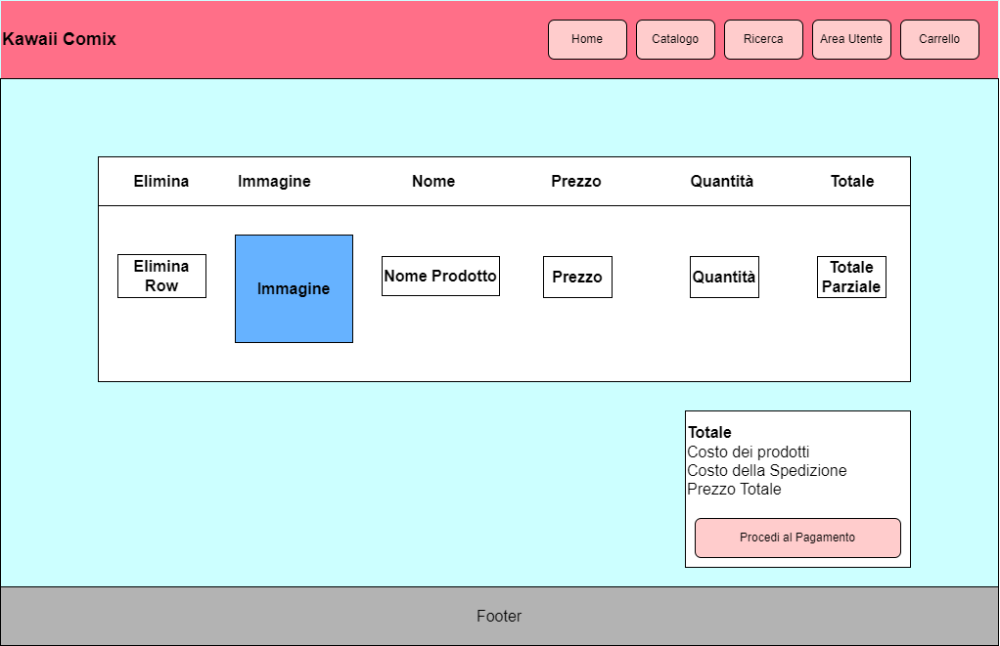 Kawaii Comix
Home
Catalogo
Ricerca
Area Utente
Carrello
Elimina
Immagine
Nome
Prezzo
Quantità
Totale
Elimina
Row
Immagine
Nome Prodotto
Prezzo
Quantità
Totale
Parziale
Totale
Costo dei prodotti
Costo della Spedizione
Prezzo Totale
Procedi al Pagamento
Footer